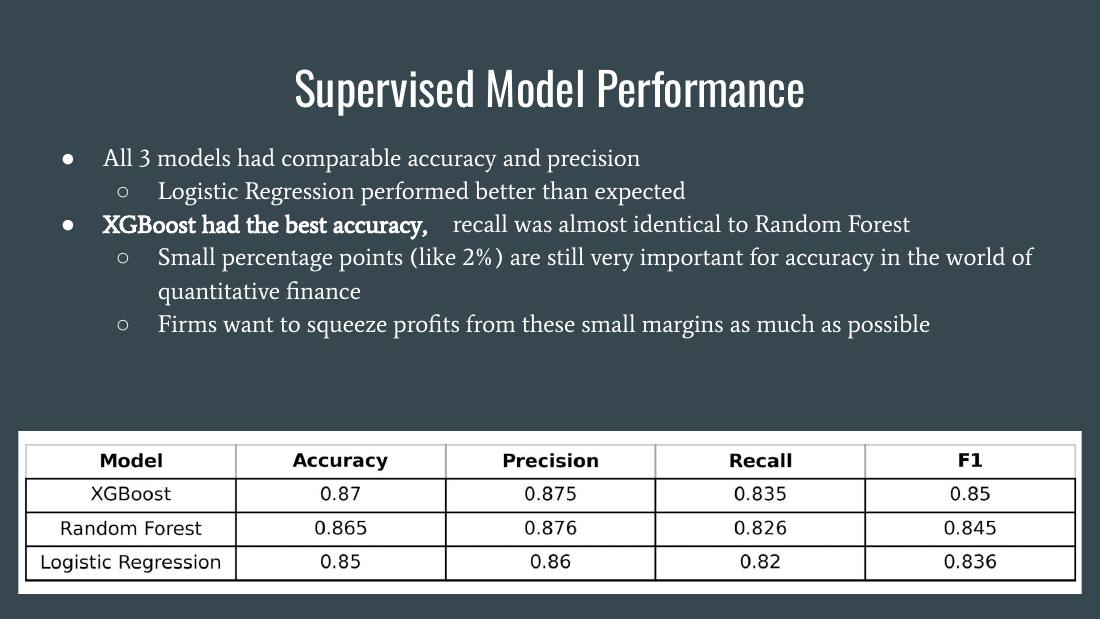 Supervised Model Performance
● All 3 models had comparable accuracy and precision
○ Logistic Regression performed better than expected
● XGBoost had the best accuracy, recall was almost identical to Random Forest
○ Small percentage points (like 2%) are still very important for accuracy in the world of
quantitative finance
○ Firms want to squeeze profits from these small margins as much as possible
Model Accuracy Precision Recall F1
XGBoost 0.87 0.875 0.835 0.85
Random Forest 0.865 0.876 0.826 0.845
Logistic Regression 0.85 0.86 0.82 0.836